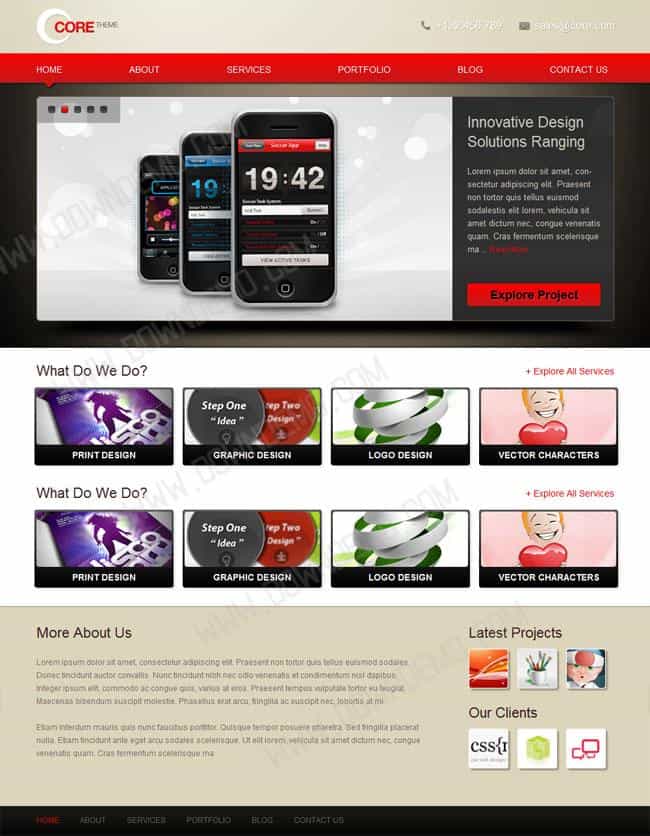 CORE THEME
sales@core.com
HOME ABOUT SERVICES PORTFOLIO BLOG CONTACT US
Innovative Design
Solutions Ranging
Lorem ipsum dolor sit amet, con-
sectetur adipiscing elit. Praesent
non tortor quis tellus euismod
sodalestis elit lorem, vehicula sit
amet dictum nec, congue venenatis
quam. Cras fermentum scelerisque
ma... Read More
Explore Project
Soccer App
19:42
VIEW ACTIVE TASKS
What Do We Do?
+ Explore All Services
Step One
" Idea "
Step Two
Design "
PRINT DESIGN
GRAPHIC DESIGN
LOGO DESIGN
VECTOR CHARACTERS
What Do We Do?
+ Explore All Services
Step One
" Idea "
Step Two
Design "
PRINT DESIGN
GRAPHIC DESIGN
LOGO DESIGN
VECTOR CHARACTERS
More About Us
Lorem ipsum dolor sit amet, consectetur adipiscing elit. Praesent non tortor quis tellus euismod sodales.
Donec tincidunt auctor convallis. Nunc tincidunt nec odio venenatis et condimentum mi dapibus.
Integer ipsum elit, commodo ac congue quis, varius at eros. Praesent tempus vulputate tortor eu feugiat.
Maecenas bibendum suscipit molestie. Phasellus erat arcu, fringilla ac suscipit nec, lobortis at mi.
Etiam interdum mauris quis nunc faucibus porttitor. Quisque tempor posuere pharetra. Sed fringilla placerat
nulla. Etiam tincidunt ante eget arcu sodales suscipit. Ut elit lorem, vehicula sit amet dictum nec, congue
venenatis quam. Cras fermentum scelerisque ma
Latest Projects
Our Clients
css{r
HOME ABOUT SERVICES PORTFOLIO BLOG CONTACT US